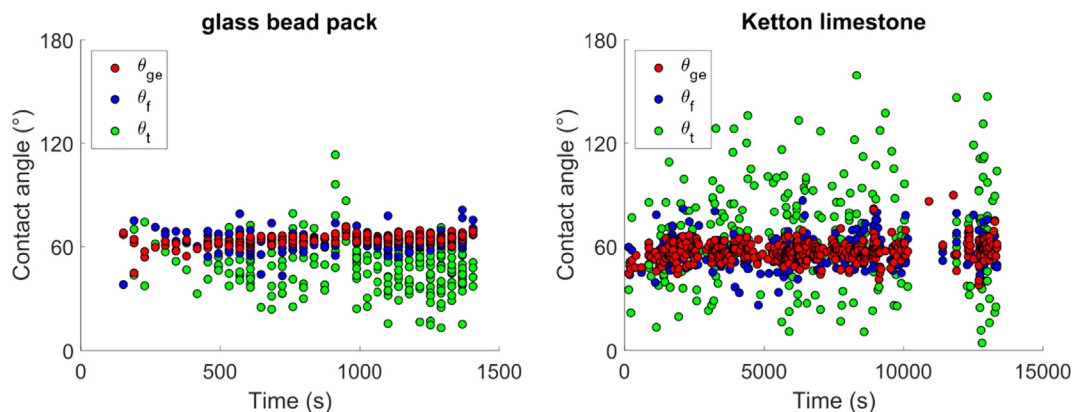 glass bead pack
180
120
60
0
Contact angle (°)
θge
θf
θt
0
500
1000
1500
Time (s)
Ketton limestone
180
120
60
0
Contact angle (°)
θge
θf
θt
0
5000
10000
15000
Time (s)